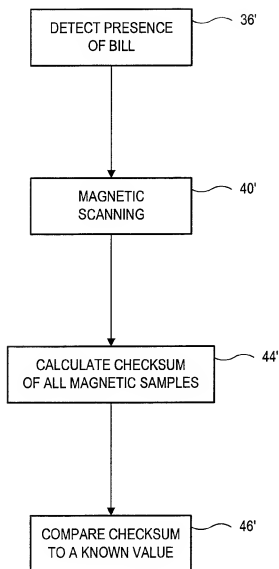 DETECT PRESENCE
OF BILL
36'
MAGNETIC
SCANNING
40'
CALCULATE CHECKSUM
OF ALL MAGNETIC SAMPLES
44'
COMPARE CHECKSUM
TO A KNOWN VALUE
46'